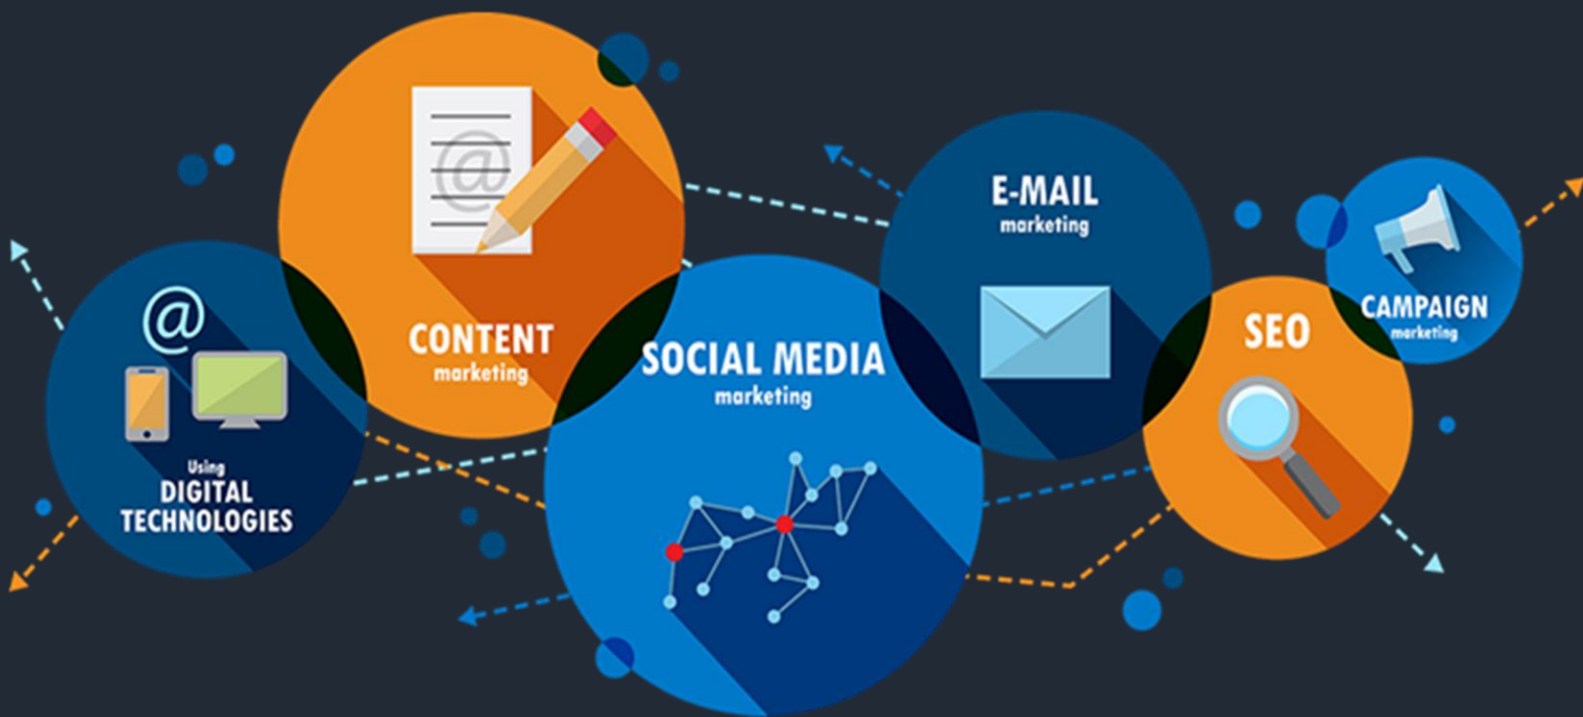 @
Using
DIGITAL
TECHNOLOGIES
@
CONTENT
marketing
SOCIAL MEDIA
marketing
E-MAIL
marketing
SEO
CAMPAIGN
marketing